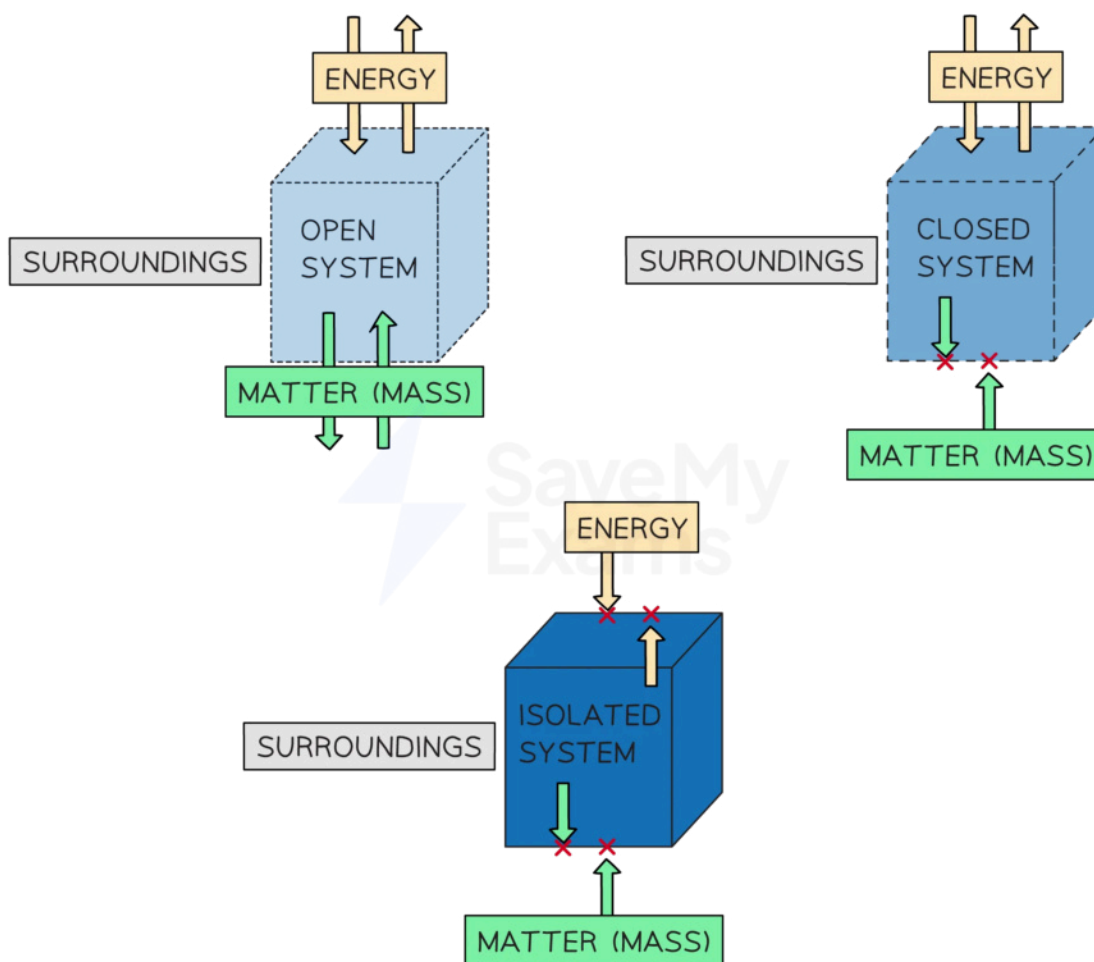 ENERGY
OPEN
SYSTEM
SURROUNDINGS
MATTER (MASS)
ENERGY
CLOSED
SYSTEM
SURROUNDINGS
MATTER (MASS)
SaveMy
Exams
ENERGY
ISOLATED
SYSTEM
SURROUNDINGS
MATTER (MASS)